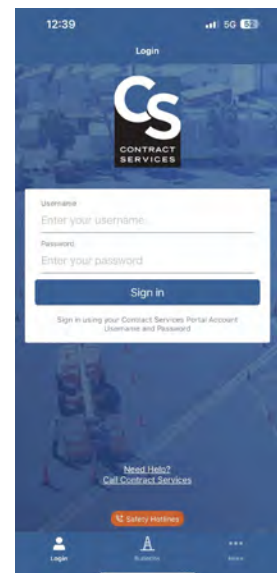 12:39
5G
Login
CS
CONTRACT
SERVICES
Username
Enter your username
Password
Enter your password
Sign in
Sign in using your Contract Services Portal Account
Username and Password
Need Help?
Call Contract Services
Safety Hotlines
Login
More